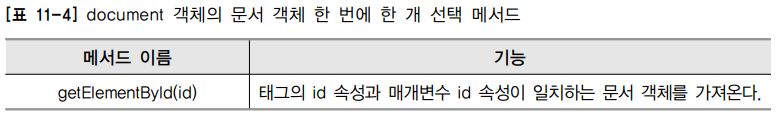 [표 11-4] document 객체의 문서 객체 한 번에 한 개 선택 메서드
메서드 이름 기능
getElementById(id) 태그의 id 속성과 매개변수 id 속성이 일치하는 문서 객체를 가져온다.